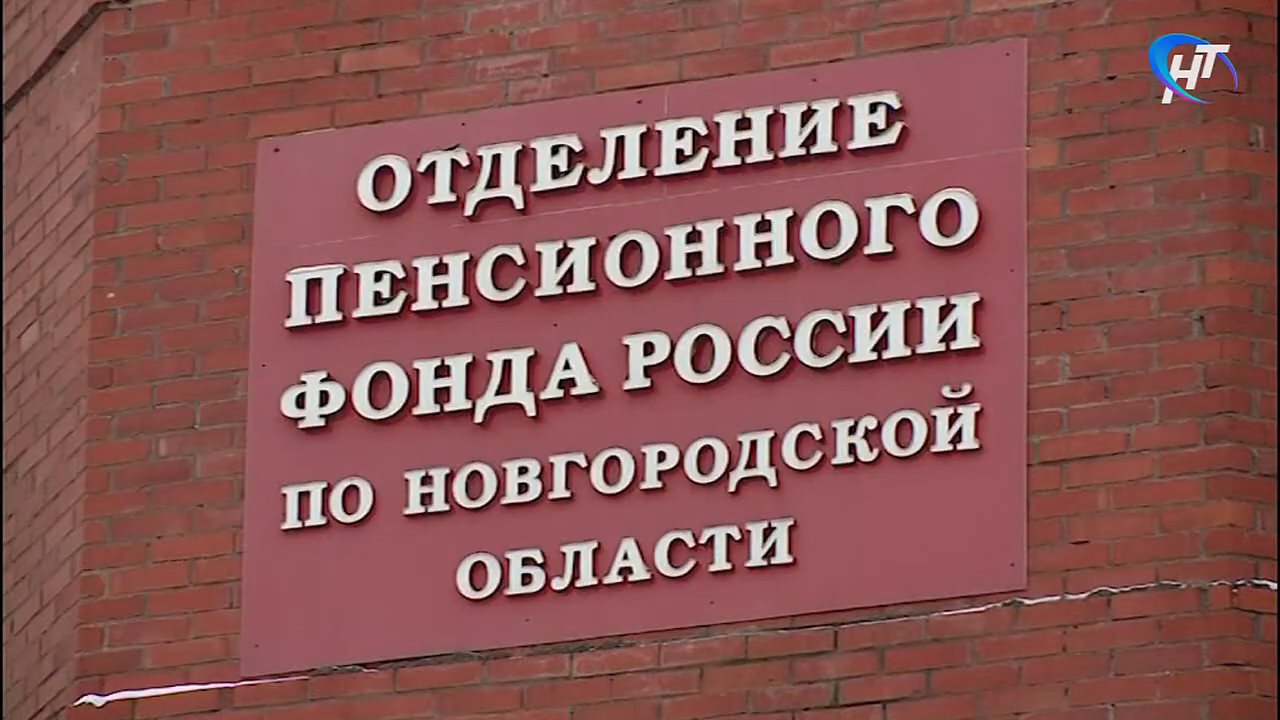 НТ
ОТДЕЛЕНИЕ
ПЕНСИОННОГО
ФОНДА РОССИИ
ПО НОВГОРОДСКОЙ
ОБЛАСТИ